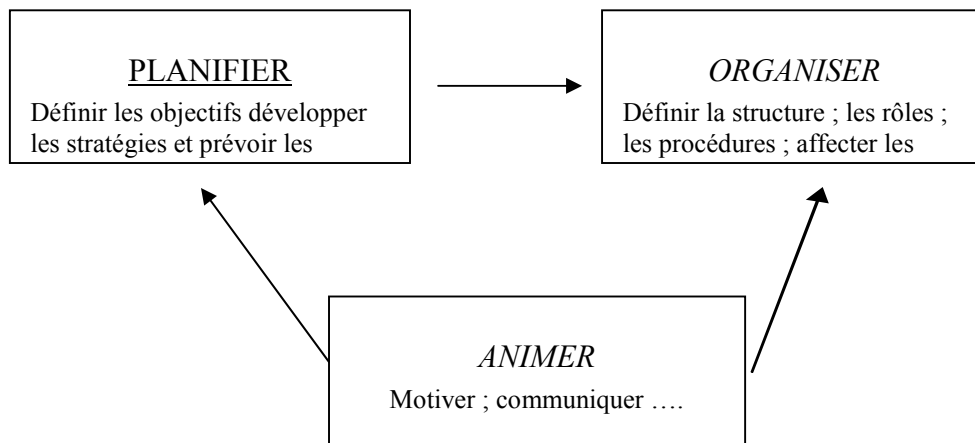 PLANIFIER
Définir les objectifs développer
les stratégies et prévoir les
ORGANISER
Définir la structure ; les rôles ;
les procédures ; affecter les
ANIMER
Motiver ; communiquer ….